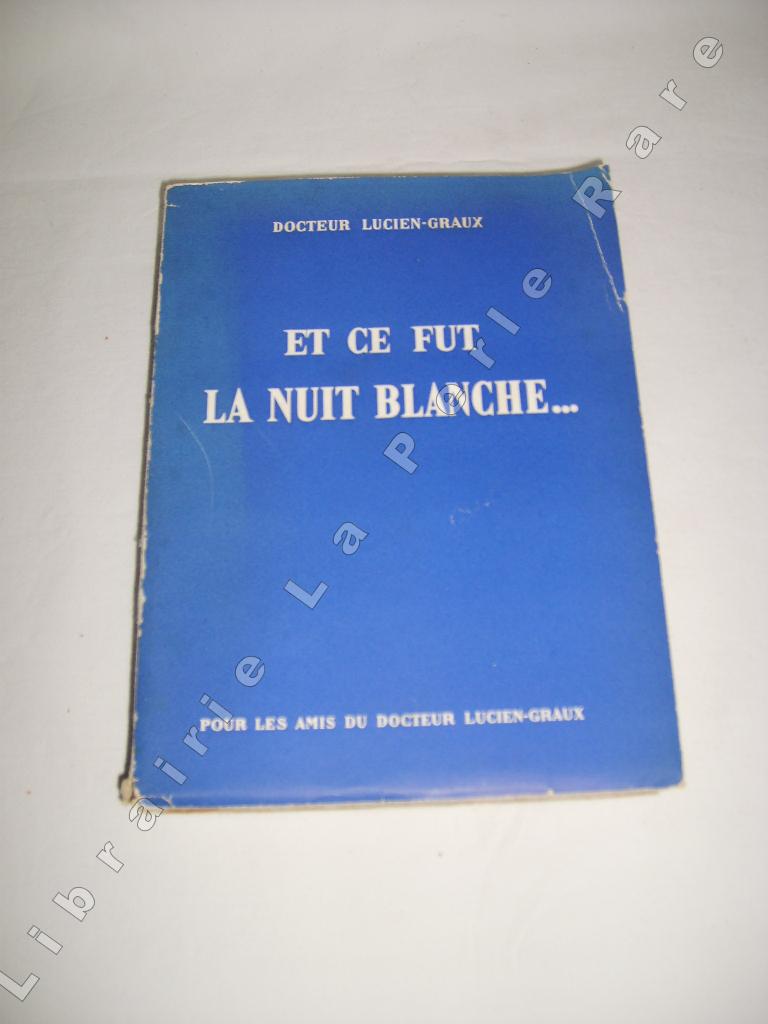 DOCTEUR LUCIEN-GRAUX
ET CE FUT
LA NUIT BLANCHE...
POUR LES AMIS DU DOCTEUR LUCIEN-GRAUX
Librairie La Perle Rare